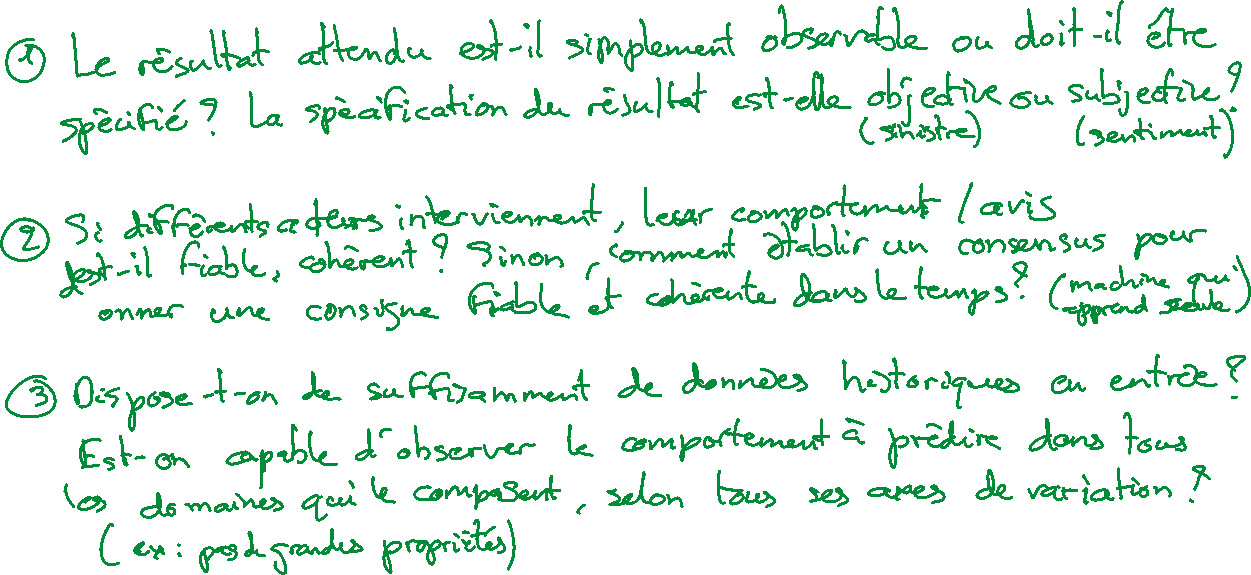 ① Le résultat attendu est-il simplement observable ou doit-il être
spécifié ? La spécification du résultat est-elle objective ou subjective ?
(sinistre) (sentiment)
② Si différents acteurs interviennent, leur comportement / avis
est-il fiable, cohérent ? Sinon, comment établir un consensus pour
donner une consigne fiable et cohérente dans le temps ? (machine qui
apprend seule)
③ Dispose-t-on de suffisamment de données historiques en entrée ?
Est-on capable d'observer le comportement à prédire dans tous
les domaines qui le composent, selon tous ses axes de variation ?
(ex : pas de grandes propriétés)